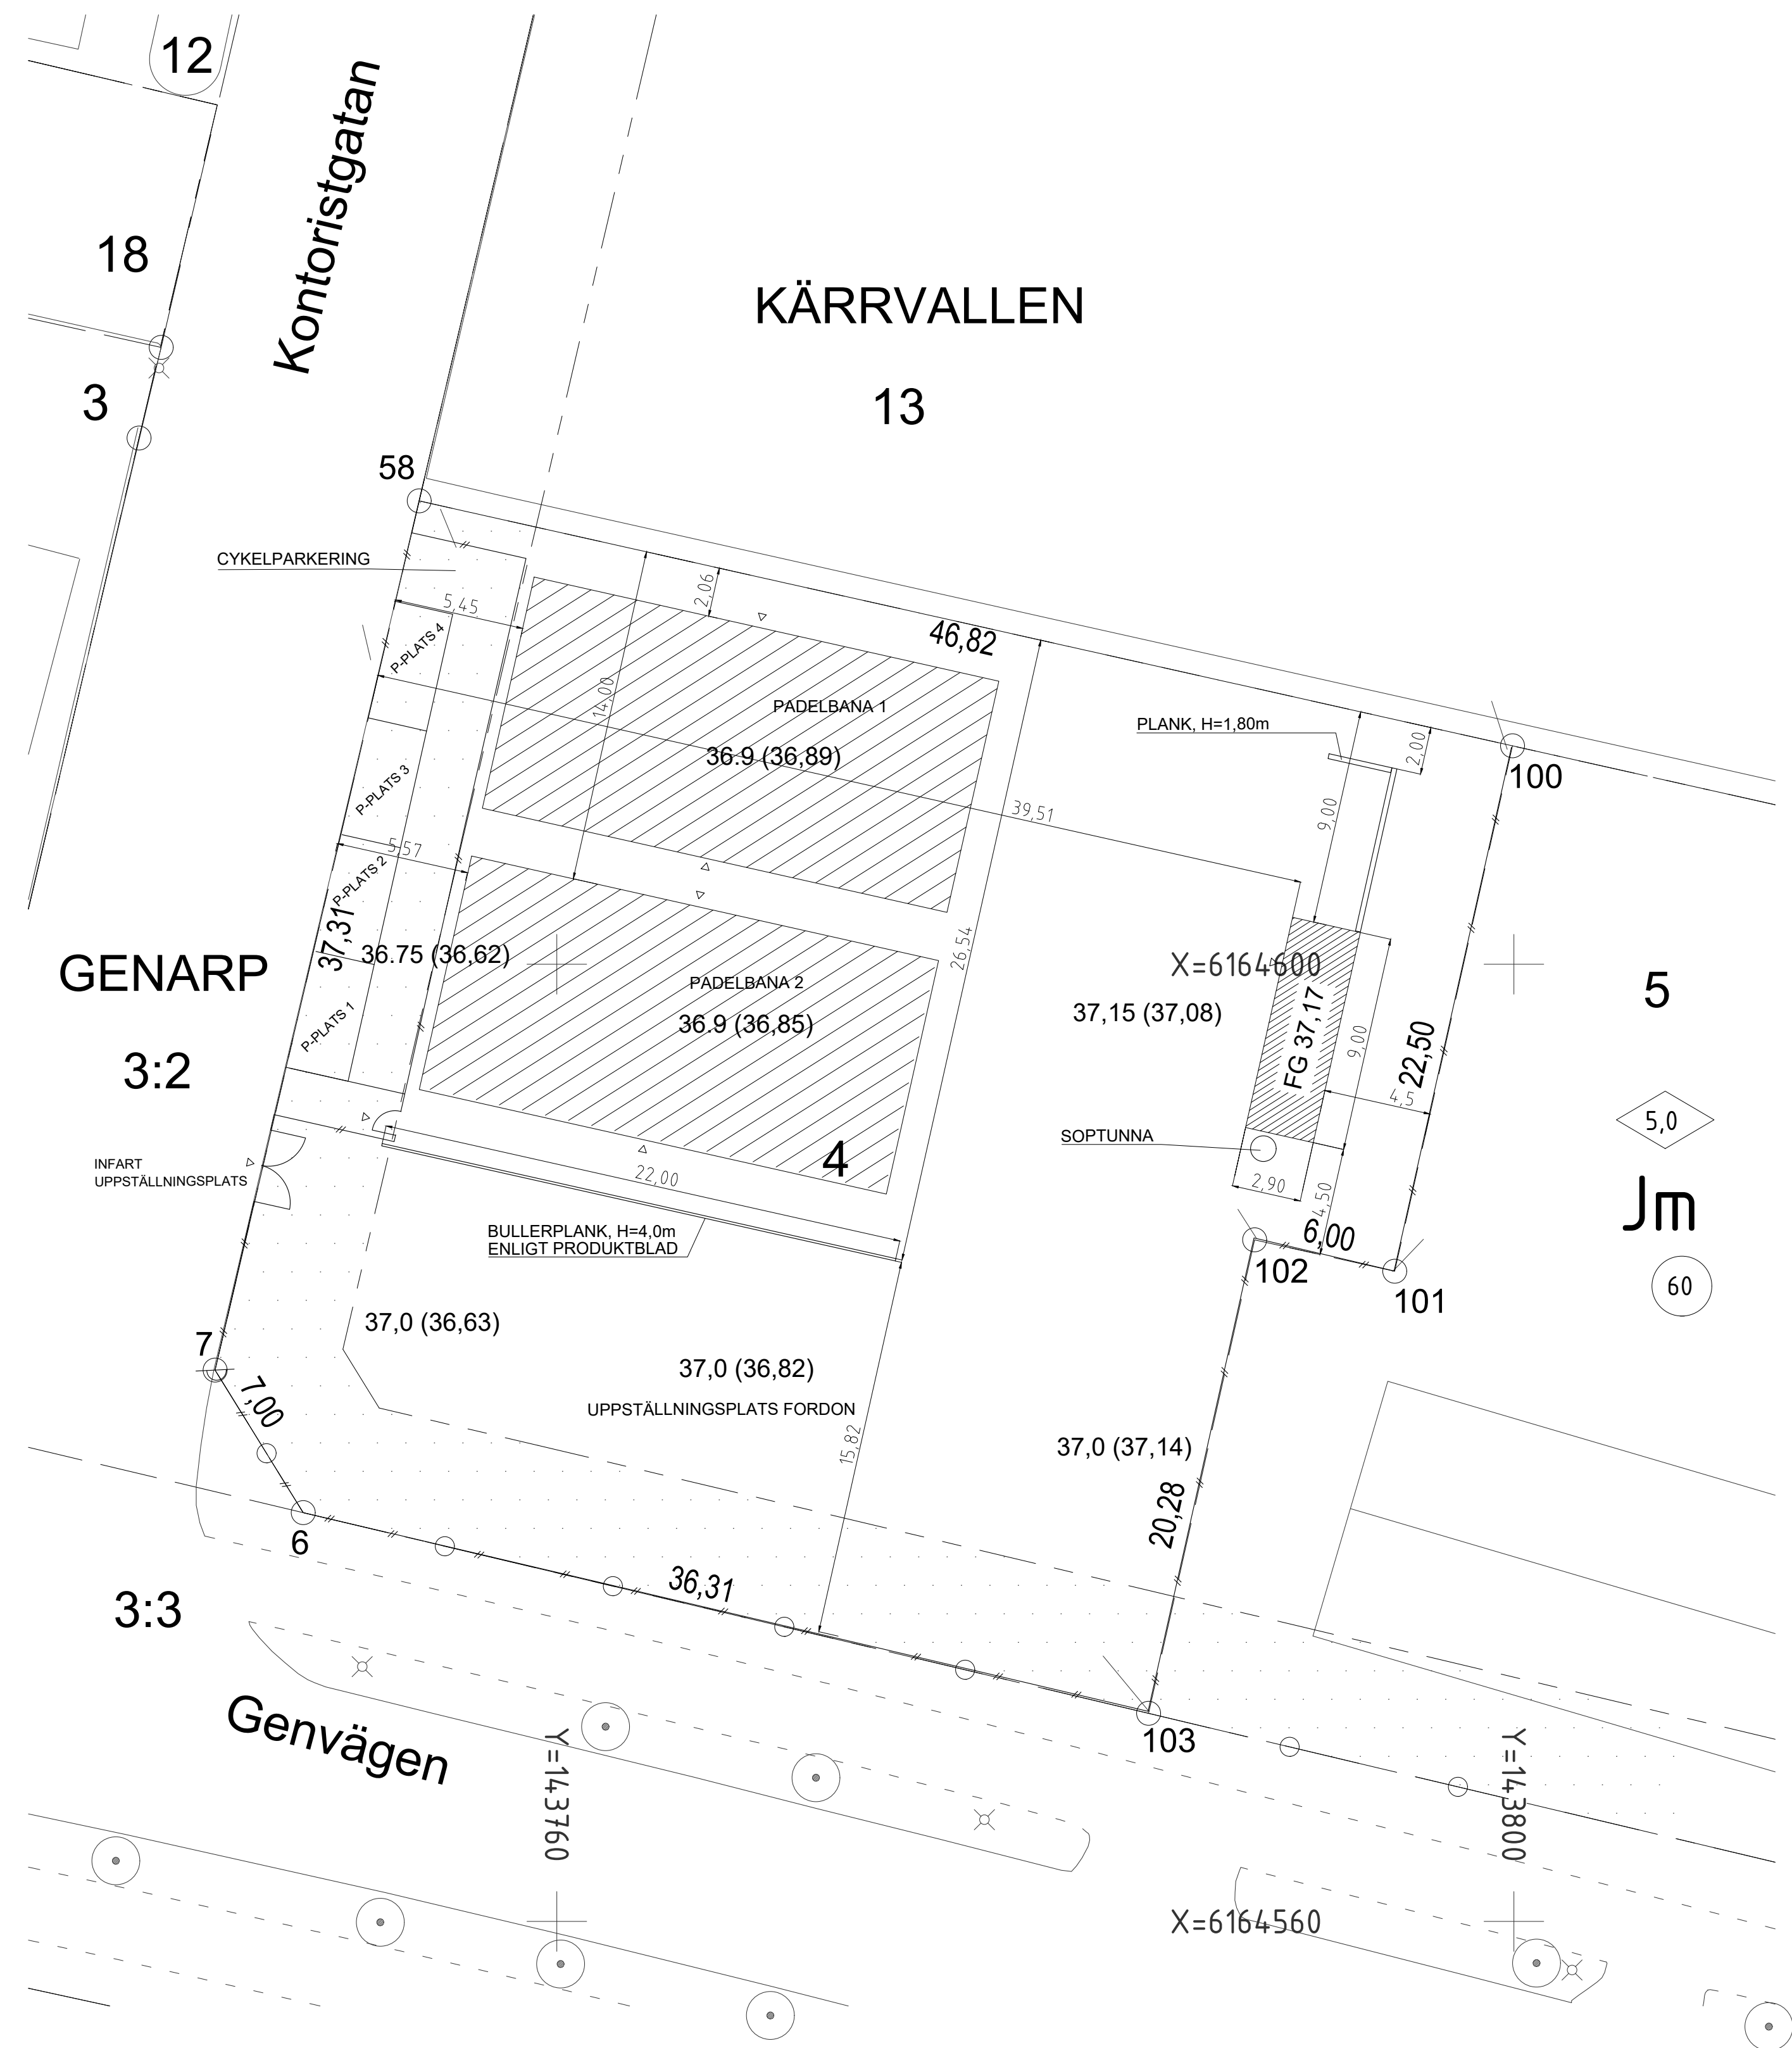 12
Kontoristgatan
18
KÄRRVALLEN
3
13
58
CYKELPARKERING
5,45
2,06
46,82
P-PLATS 4
14,00
PADELBANA 1
PLANK, H=1,80m
2,00
36.9 (36,89)
100
P-PLATS 3
39,51
9,00
5,57
P-PLATS 2
37,31
36.75 (36,62)
26,54
GENARP
X=6164600
5
PADELBANA 2
37,15 (37,08)
36.9 (36,85)
FG 37,17
P-PLATS 1
9,00
22,50
3:2
4,5
5,0
SOPTUNNA
4
INFART
UPPSTÄLLNINGSPLATS
22,00
2,90
4,50
Jm
BULLERPLANK, H=4,0m
ENLIGT PRODUKTBLAD
6,00
102
60
101
37,0 (36,63)
7
37,0 (36,82)
7,00
UPPSTÄLLNINGSPLATS FORDON
15,82
37,0 (37,14)
20,28
6
36,31
3:3
103
Genvägen
Y=143760
Y=143800
X=6164560